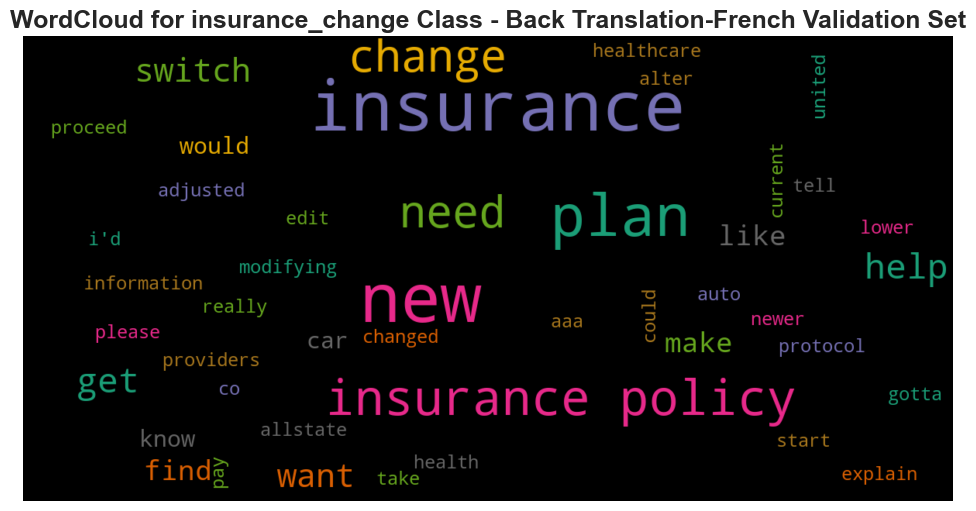 WordCloud for insurance_change Class - Back Translation-French Validation Set
change
healthcare
switch
alter
united
insurance
proceed
would
current
tell
adjusted
need
plan
edit
like
lower
i'd
help
modifying
information
new
auto
really
could
aaa
newer
please
car
changed
make
protocol
providers
get
co
insurance policy
gotta
allstate
know
start
health
find
pay
want
take
explain